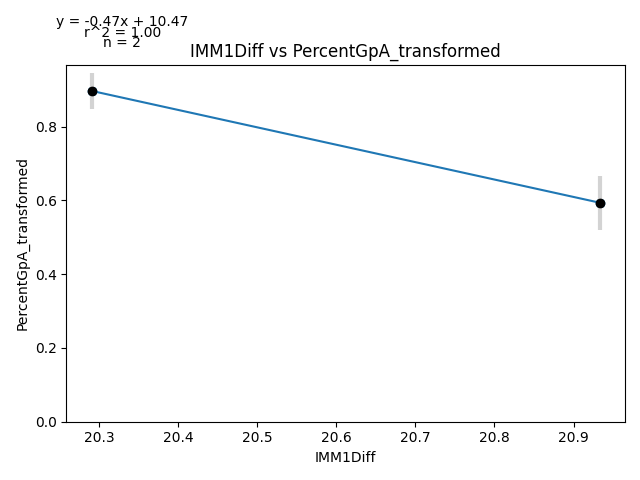 y = -0.47x + 10.47
r^2 = 1.00
n = 2
IMM1Diff vs PercentGpA_transformed
PercentGpA_transformed
0.8
0.6
0.4
0.2
0.0
20.3 20.4 20.5 20.6 20.7 20.8 20.9
IMM1Diff